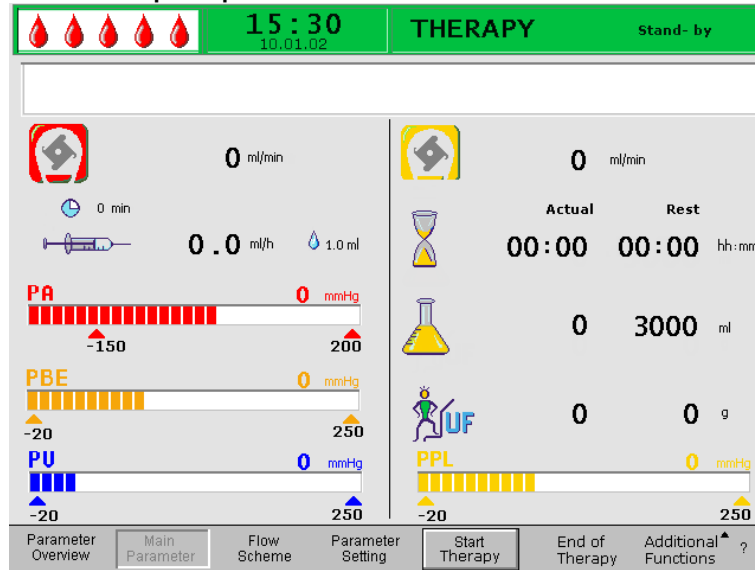 15:30
10.01.02
THERAPY
Stand- by
0 ml/min
0 min
0.0 ml/h 1.0 ml
PA 0 mmHg
-150 200
PBE 0 mmHg
-20 250
PV 0 mmHg
-20 250
0 ml/min
Actual Rest
00:00 00:00 hh:mm
0 3000 ml
UF 0 0 g
PPL 0 mmHg
-20 250
Parameter Overview
Main Parameter
Flow Scheme
Parameter Setting
Start Therapy
End of Therapy
Additional Functions
?